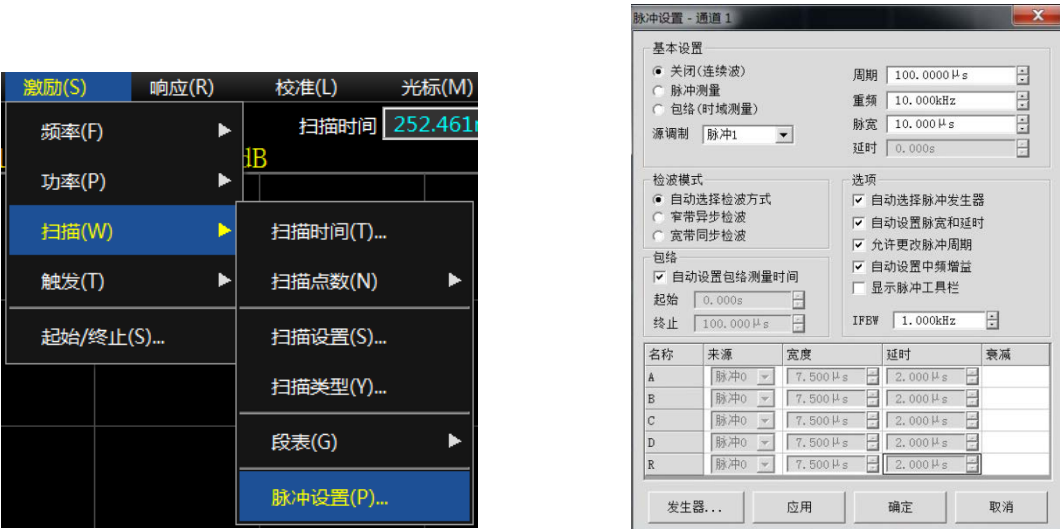 激励(S) 响应(R) 校准(L) 光标(M)
频率(F)
扫描时间 252.461
dB
功率(P)
扫描(W)
触发(T)
起始/终止(S)...
扫描时间(T)...
扫描点数(N)
扫描设置(S)...
扫描类型(Y)...
段表(G)
脉冲设置(P)...
脉冲设置 - 通道 1
基本设置
关闭(连续波)
脉冲测量
包络(时域测量)
源调制 脉冲1
周期 100.0000μs
重频 10.000kHz
脉宽 10.000μs
延时 0.000s
检波模式
自动选择检波方式
窄带异步检波
宽带同步检波
包络
自动设置包络测量时间
起始 0.000s
终止 100.000μs
选项
自动选择脉冲发生器
自动设置脉宽和延时
允许更改脉冲周期
自动设置中频增益
显示脉冲工具栏
IFBW 1.000kHz
名称 来源 宽度 延时 衰减
A 脉冲0 7.500μs 2.000μs
B 脉冲0 7.500μs 2.000μs
C 脉冲0 7.500μs 2.000μs
D 脉冲0 7.500μs 2.000μs
R 脉冲0 7.500μs 2.000μs
发生器... 应用 确定 取消